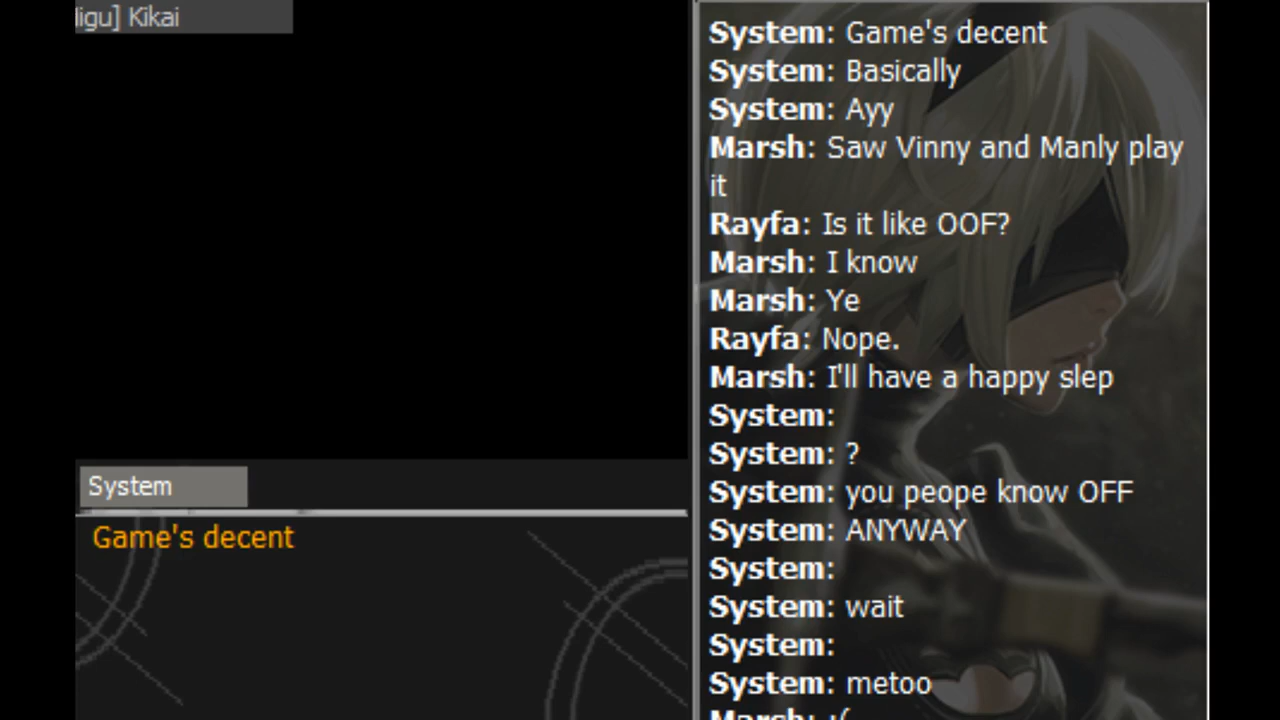 ligu] Kikai
System
Game's decent
System: Game's decent
System: Basically
System: Ayy
Marsh: Saw Vinny and Manly play
it
Rayfa: Is it like OOF?
Marsh: I know
Marsh: Ye
Rayfa: Nope.
Marsh: I'll have a happy slep
System:
System: ?
System: you peope know OFF
System: ANYWAY
System:
System: wait
System:
System: metoo
Marsh: :(